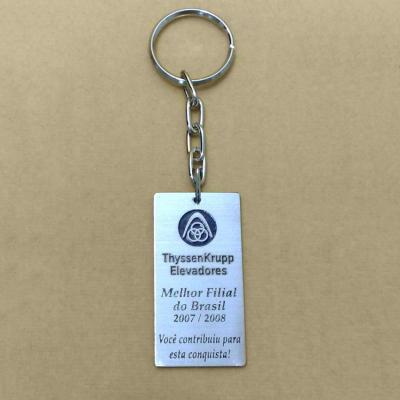 ThyssenKrupp
Elevadores
Melhor Filial
do Brasil
2007 / 2008
Você contribuiu para
esta conquista!